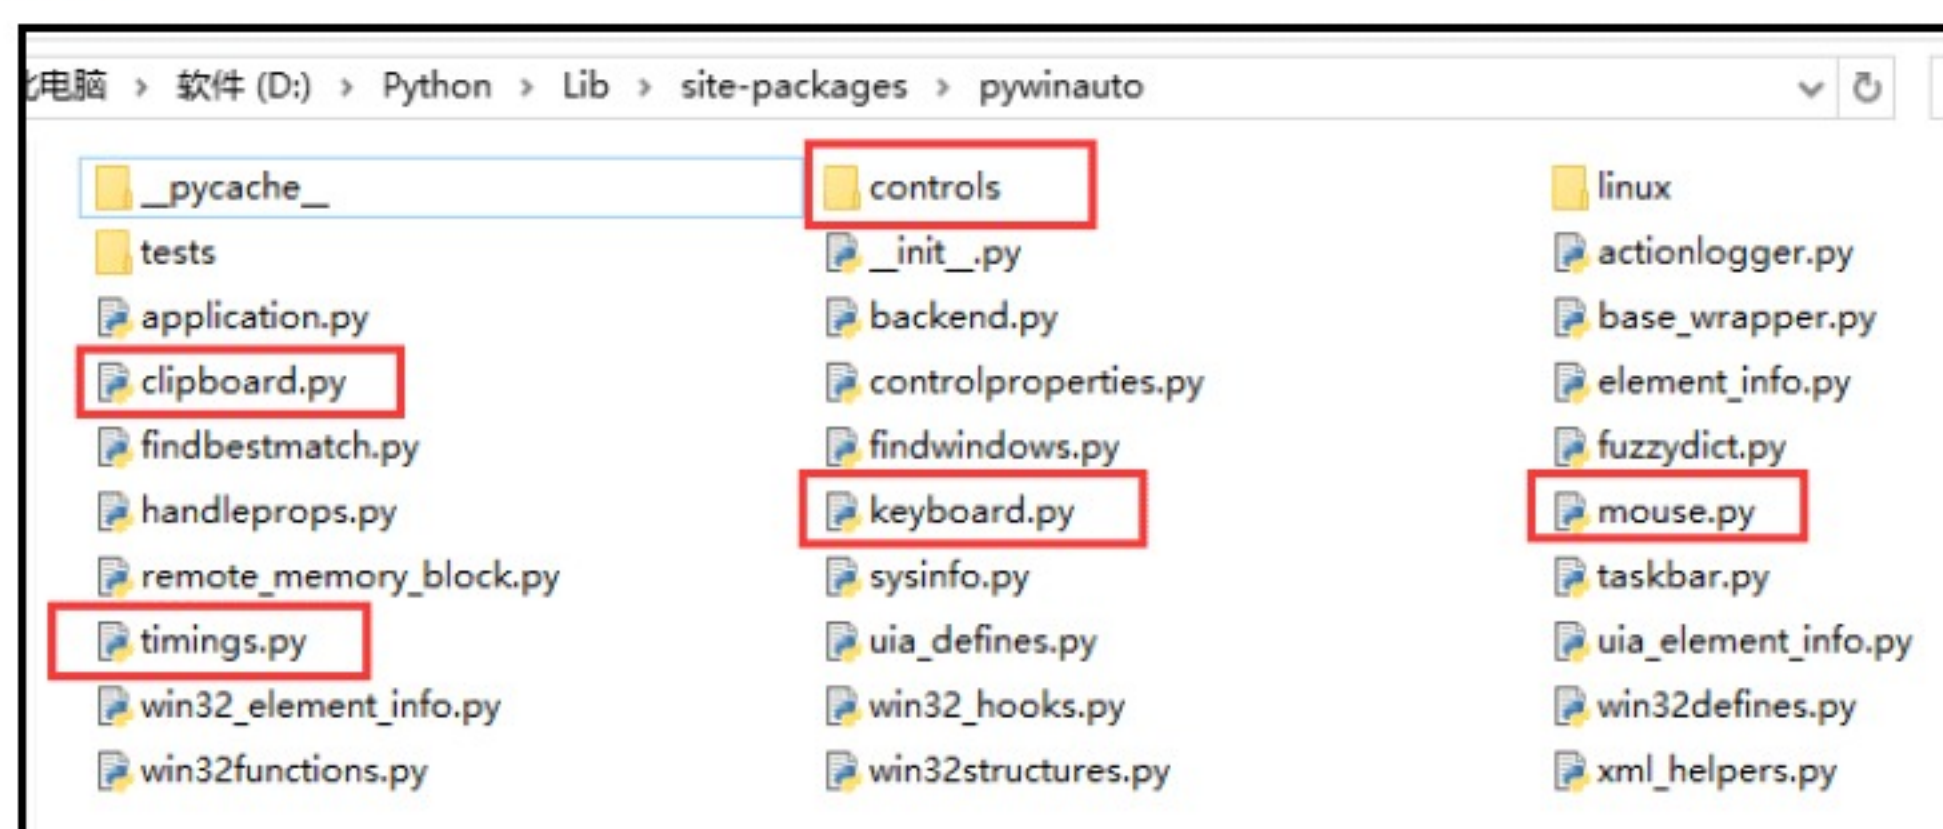 此电脑 › 软件 (D:) › Python › Lib › site-packages › pywinauto
__pycache__ controls linux
tests __init__.py actionlogger.py
application.py backend.py base_wrapper.py
clipboard.py controlproperties.py element_info.py
findbestmatch.py findwindows.py fuzzydict.py
handleprops.py keyboard.py mouse.py
remote_memory_block.py sysinfo.py taskbar.py
timings.py uia_defines.py uia_element_info.py
win32_element_info.py win32_hooks.py win32defines.py
win32functions.py win32structures.py xml_helpers.py